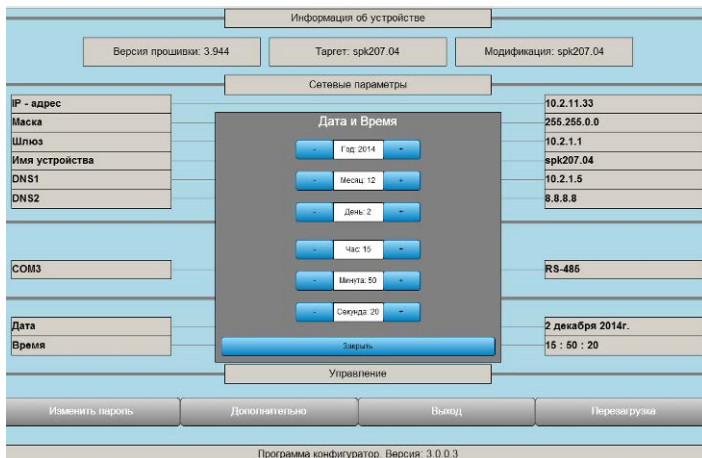 Информация об устройстве
Версия прошивки: 3.944 Таргет: spk207.04 Модификация: spk207.04
Сетевые параметры
IP - адрес 10.2.11.33
Маска 255.255.0.0
Шлюз 10.2.1.1
Имя устройства spk207.04
DNS1 10.2.1.5
DNS2 8.8.8.8
Дата и Время
- Год: 2014 +
- Месяц: 12 +
- День: 2 +
- Час: 15 +
- Минута: 50 +
- Секунда: 20 +
Закрыть
COM3 RS-485
Дата 2 декабря 2014г.
Время 15 : 50 : 20
Управление
Изменить пароль Дополнительно Выход Перезагрузка
Программа конфигуратор. Версия: 3.0.0.3